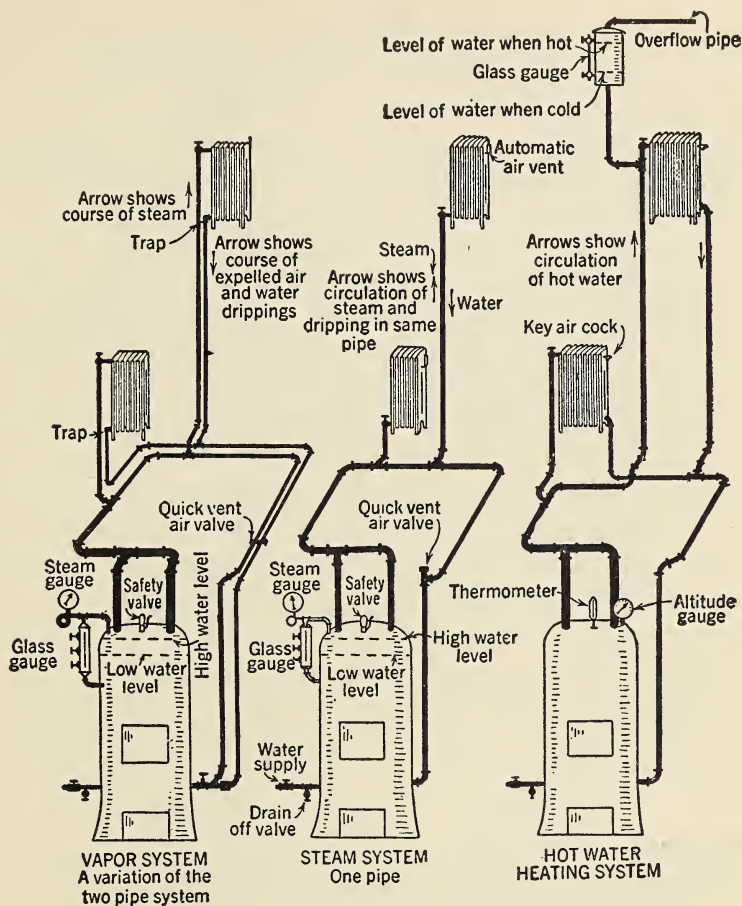 Level of water when hot
Overflow pipe
Glass gauge
Level of water when cold
Automatic
air vent
Arrow shows
course of steam
Trap
Arrow shows
course of
expelled air
and water
drippings
Steam
Arrow shows
circulation of
steam and
dripping in same
pipe
Water
Arrows show
circulation
of hot water
Key air cock
Trap
Quick vent
air valve
Quick vent
air valve
Steam
gauge
Safety
valve
High water level
Glass
gauge
Low water
level
Steam
gauge
Safety
valve
Glass
gauge
High water
level
Low water
level
Thermometer
Altitude
gauge
Water
supply
Drain
off valve
VAPOR SYSTEM
A variation of the
two pipe system
STEAM SYSTEM
One pipe
HOT WATER
HEATING SYSTEM